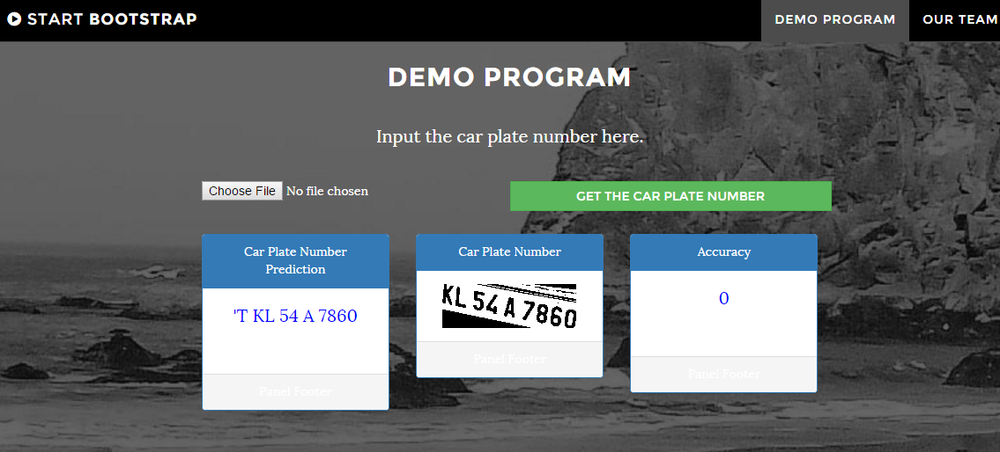 START BOOTSTRAP
DEMO PROGRAM
OUR TEAM
DEMO PROGRAM
Input the car plate number here.
Choose File No file chosen
GET THE CAR PLATE NUMBER
Car Plate Number
Prediction
'T KL 54 A 7860
Panel Footer
Car Plate Number
KL 54 A 7860
Panel Footer
Accuracy
0
Panel Footer